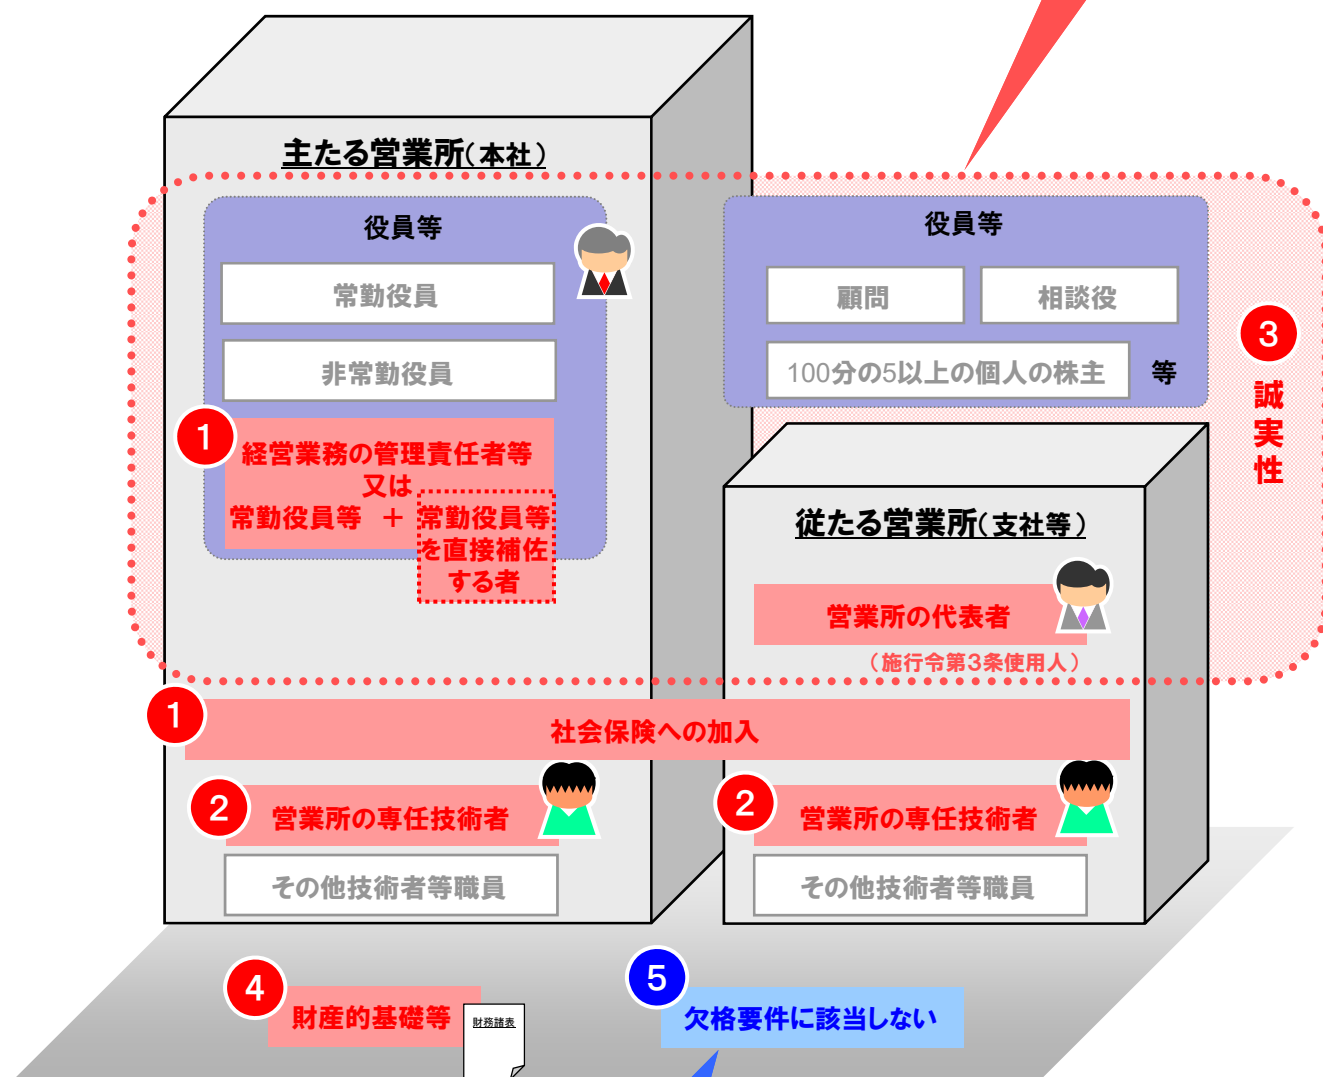 主たる営業所（本社）
役員等
常勤役員
非常勤役員
1
経営業務の管理責任者等
又は
常勤役員等 ＋ 常勤役員等
を直接補佐
する者
役員等
顧問
相談役
100分の5以上の個人の株主 等
3
誠実性
従たる営業所（支社等）
営業所の代表者
（施行令第3条使用人）
1
社会保険への加入
2
営業所の専任技術者
その他技術者等職員
2
営業所の専任技術者
その他技術者等職員
4
財産的基礎等
財務諸表
5
欠格要件に該当しない